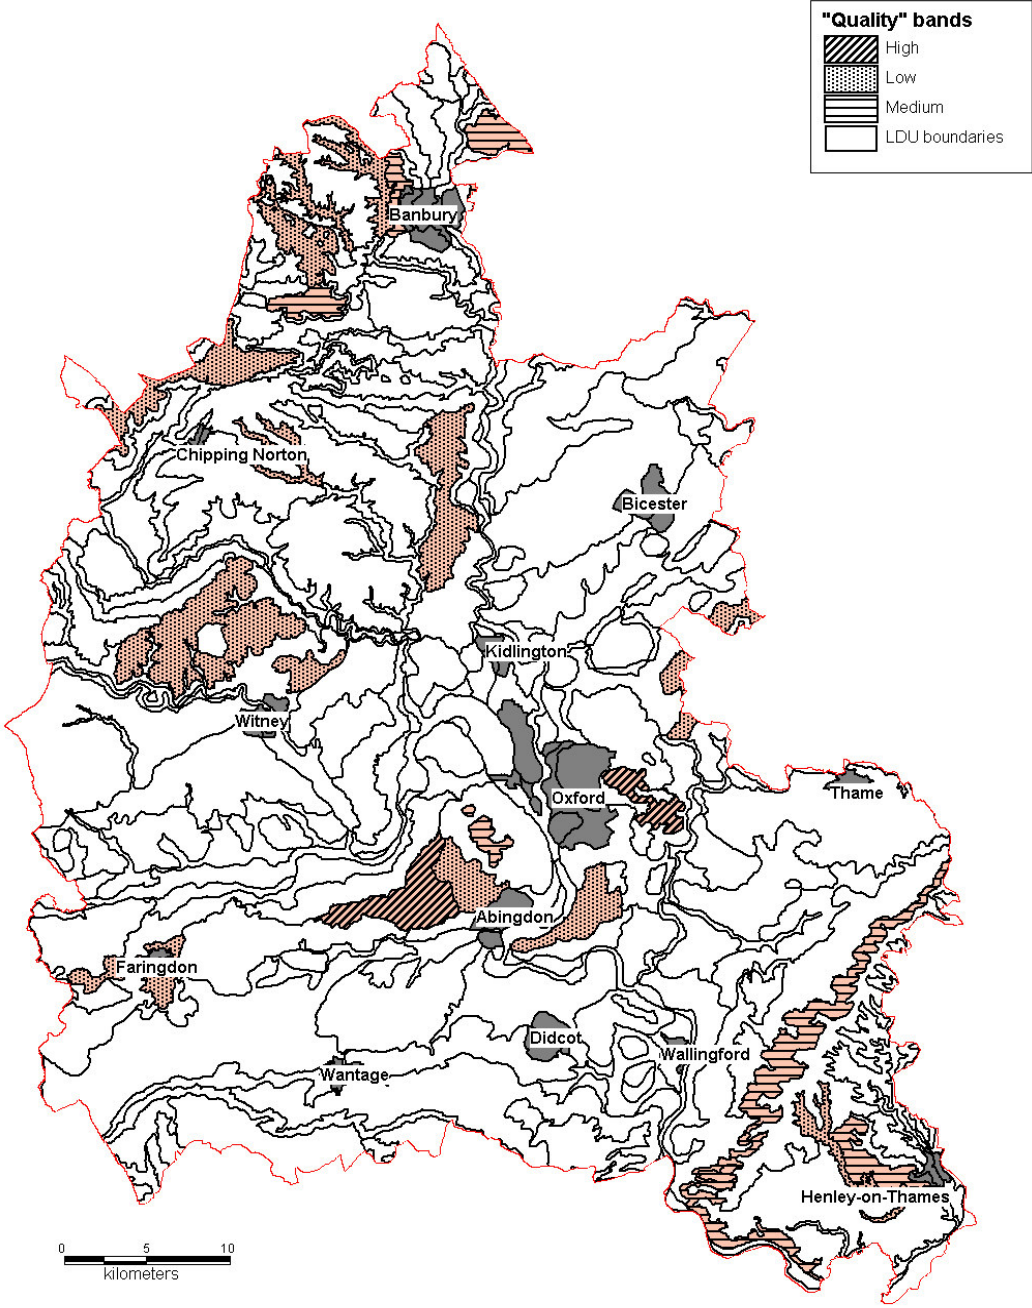 "Quality" bands
High
Low
Medium
LDU boundaries
Banbury
Chipping Norton
Bicester
Kidlington
Witney
Oxford
Thame
Abingdon
Faringdon
Didcot
Wallingford
Wantage
Henley-on-Thames
0 5 10
kilometers